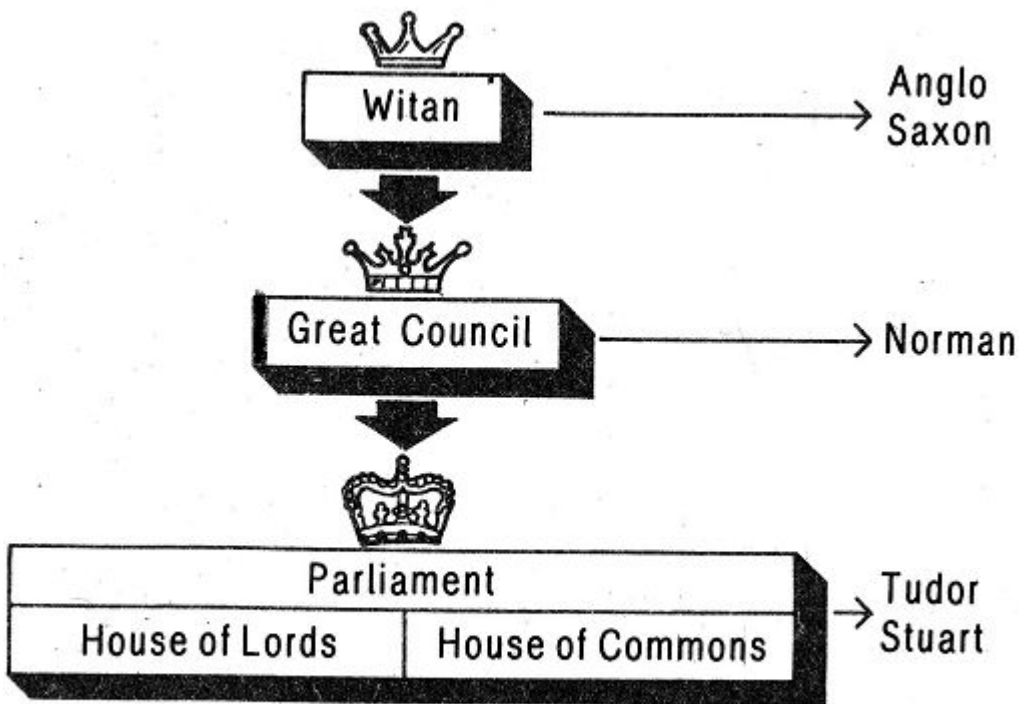 Witan
Anglo
Saxon
Great Council
Norman
Parliament
House of Lords
House of Commons
Tudor
Stuart